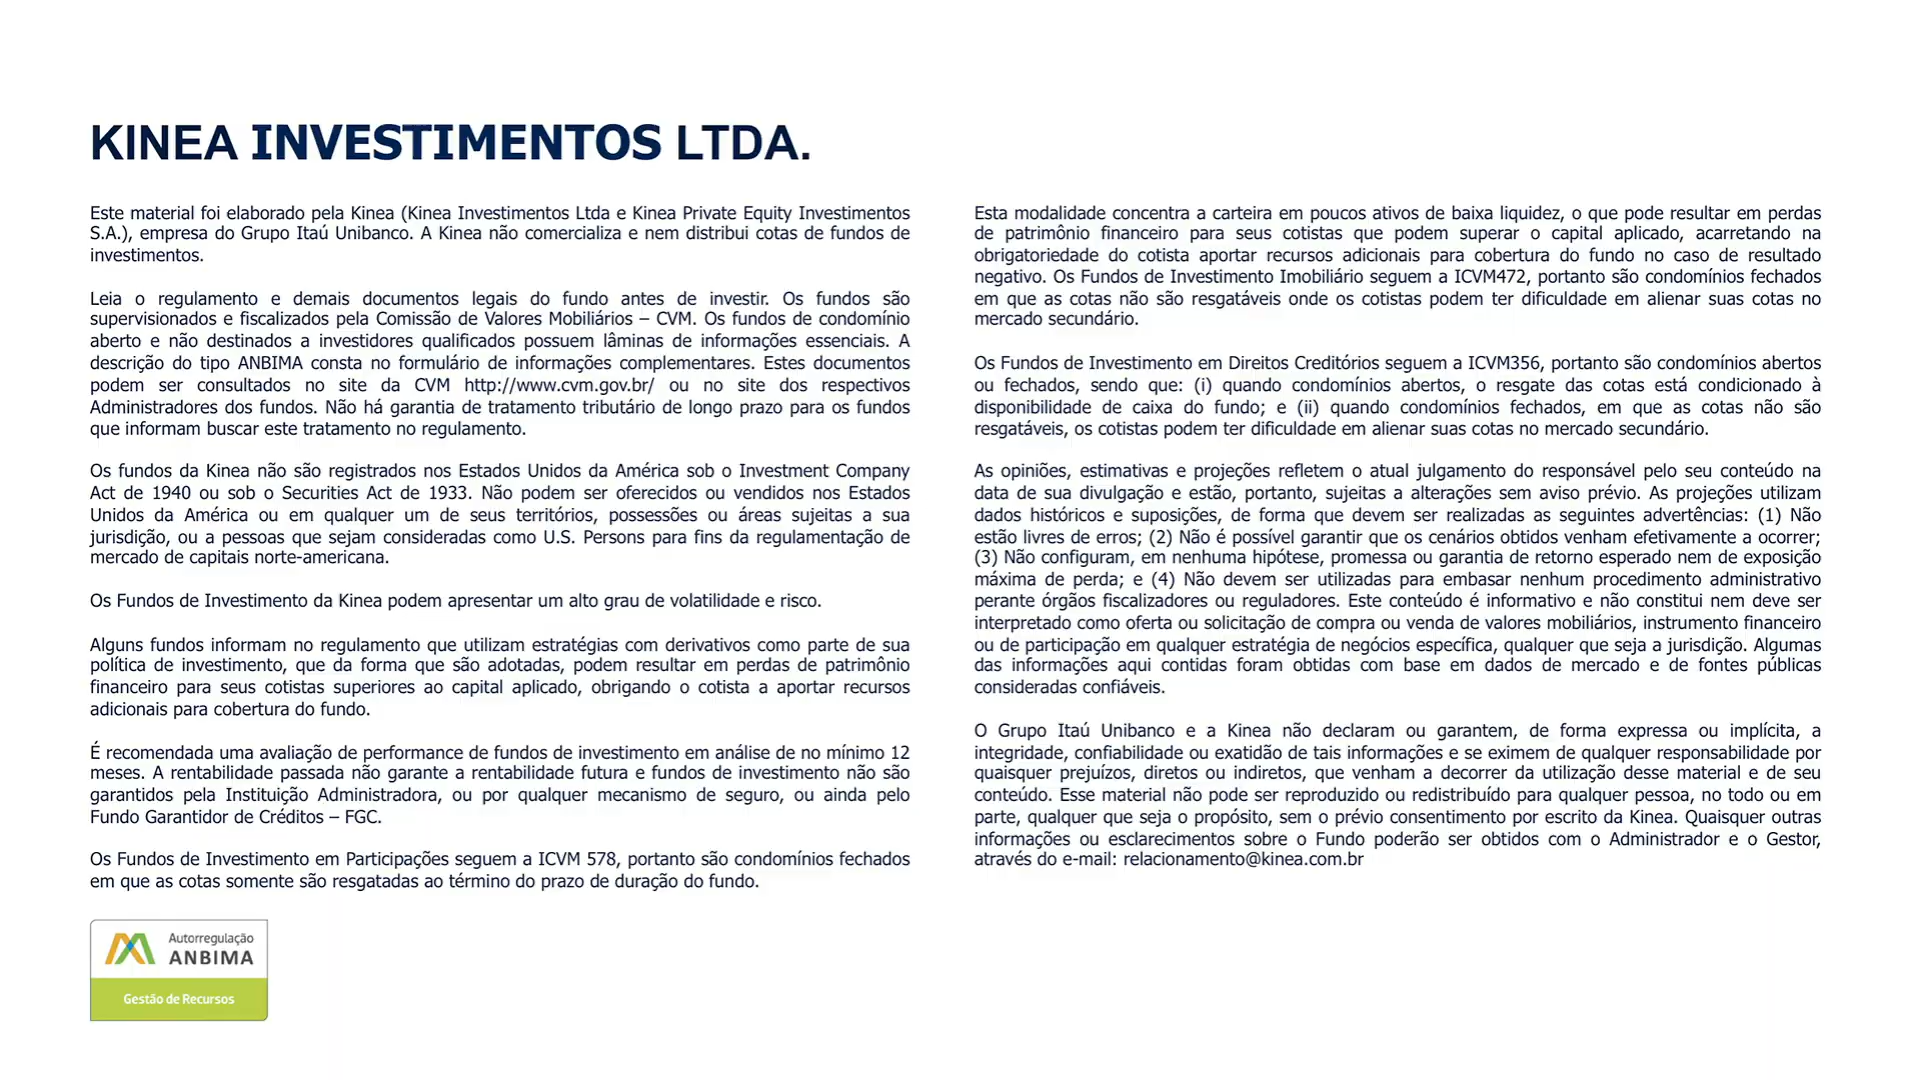 KINEA INVESTIMENTOS LTDA.
Este material foi elaborado pela Kinea (Kinea Investimentos Ltda e Kinea Private Equity Investimentos
S.A.), empresa do Grupo Itaú Unibanco. A Kinea não comercializa e nem distribui cotas de fundos de
investimentos.
Leia o regulamento e demais documentos legais do fundo antes de investir. Os fundos são
supervisionados e fiscalizados pela Comissão de Valores Mobiliários – CVM. Os fundos de condomínio
aberto e não destinados a investidores qualificados possuem lâminas de informações essenciais. A
descrição do tipo ANBIMA consta no formulário de informações complementares. Estes documentos
podem ser consultados no site da CVM http://www.cvm.gov.br/ ou no site dos respectivos
Administradores dos fundos. Não há garantia de tratamento tributário de longo prazo para os fundos
que informam buscar este tratamento no regulamento.
Os fundos da Kinea não são registrados nos Estados Unidos da América sob o Investment Company
Act de 1940 ou sob o Securities Act de 1933. Não podem ser oferecidos ou vendidos nos Estados
Unidos da América ou em qualquer um de seus territórios, possessões ou áreas sujeitas a sua
jurisdição, ou a pessoas que sejam consideradas como U.S. Persons para fins da regulamentação de
mercado de capitais norte-americana.
Os Fundos de Investimento da Kinea podem apresentar um alto grau de volatilidade e risco.
Alguns fundos informam no regulamento que utilizam estratégias com derivativos como parte de sua
política de investimento, que da forma que são adotadas, podem resultar em perdas de patrimônio
financeiro para seus cotistas superiores ao capital aplicado, obrigando o cotista a aportar recursos
adicionais para cobertura do fundo.
É recomendada uma avaliação de performance de fundos de investimento em análise de no mínimo 12
meses. A rentabilidade passada não garante a rentabilidade futura e fundos de investimento não são
garantidos pela Instituição Administradora, ou por qualquer mecanismo de seguro, ou ainda pelo
Fundo Garantidor de Créditos – FGC.
Os Fundos de Investimento em Participações seguem a ICVM 578, portanto são condomínios fechados
em que as cotas somente são resgatadas ao término do prazo de duração do fundo.
Esta modalidade concentra a carteira em poucos ativos de baixa liquidez, o que pode resultar em perdas
de patrimônio financeiro para seus cotistas que podem superar o capital aplicado, acarretando na
obrigatoriedade do cotista aportar recursos adicionais para cobertura do fundo no caso de resultado
negativo. Os Fundos de Investimento Imobiliário seguem a ICVM472, portanto são condomínios fechados
em que as cotas não são resgatáveis onde os cotistas podem ter dificuldade em alienar suas cotas no
mercado secundário.
Os Fundos de Investimento em Direitos Creditórios seguem a ICVM356, portanto são condomínios abertos
ou fechados, sendo que: (i) quando condomínios abertos, o resgate das cotas está condicionado à
disponibilidade de caixa do fundo; e (ii) quando condomínios fechados, em que as cotas não são
resgatáveis, os cotistas podem ter dificuldade em alienar suas cotas no mercado secundário.
As opiniões, estimativas e projeções refletem o atual julgamento do responsável pelo seu conteúdo na
data de sua divulgação e estão, portanto, sujeitas a alterações sem aviso prévio. As projeções utilizam
dados históricos e suposições, de forma que devem ser realizadas as seguintes advertências: (1) Não
estão livres de erros; (2) Não é possível garantir que os cenários obtidos venham efetivamente a ocorrer;
(3) Não configuram, em nenhuma hipótese, promessa ou garantia de retorno esperado nem de exposição
máxima de perda; e (4) Não devem ser utilizadas para embasar nenhum procedimento administrativo
perante órgãos fiscalizadores ou reguladores. Este conteúdo é informativo e não constitui nem deve ser
interpretado como oferta ou solicitação de compra ou venda de valores mobiliários, instrumento financeiro
ou de participação em qualquer estratégia de negócios específica, qualquer que seja a jurisdição. Algumas
das informações aqui contidas foram obtidas com base em dados de mercado e de fontes públicas
consideradas confiáveis.
O Grupo Itaú Unibanco e a Kinea não declaram ou garantem, de forma expressa ou implícita, a
integridade, confiabilidade ou exatidão de tais informações e se eximem de qualquer responsabilidade por
quaisquer prejuízos, diretos ou indiretos, que venham a decorrer da utilização desse material e de seu
conteúdo. Esse material não pode ser reproduzido ou redistribuído para qualquer pessoa, no todo ou em
parte, qualquer que seja o propósito, sem o prévio consentimento por escrito da Kinea. Quaisquer outras
informações ou esclarecimentos sobre o Fundo poderão ser obtidos com o Administrador e o Gestor,
através do e-mail: relacionamento@kinea.com.br
Autorregulação
ANBIMA
Gestão de Recursos